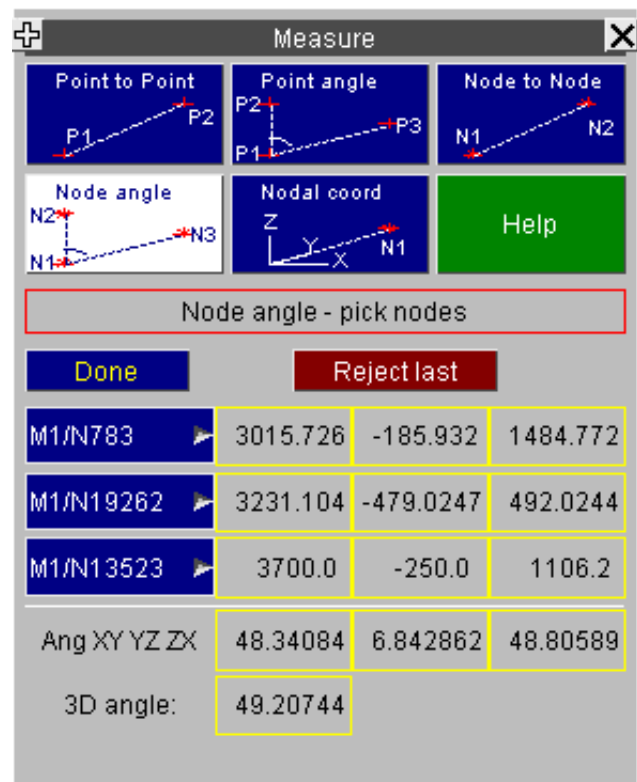 Measure
Point to Point
P1
P2
Point angle
P2
P1
P3
Node to Node
N1
N2
Node angle
N2
N1
N3
Nodal coord
Z
Y
X
N1
Help
Node angle - pick nodes
Done
Reject last
M1/N783 3015.726 -185.932 1484.772
M1/N19262 3231.104 -479.0247 492.0244
M1/N13523 3700.0 -250.0 1106.2
Ang XY YZ ZX 48.34084 6.842862 48.80589
3D angle: 49.20744